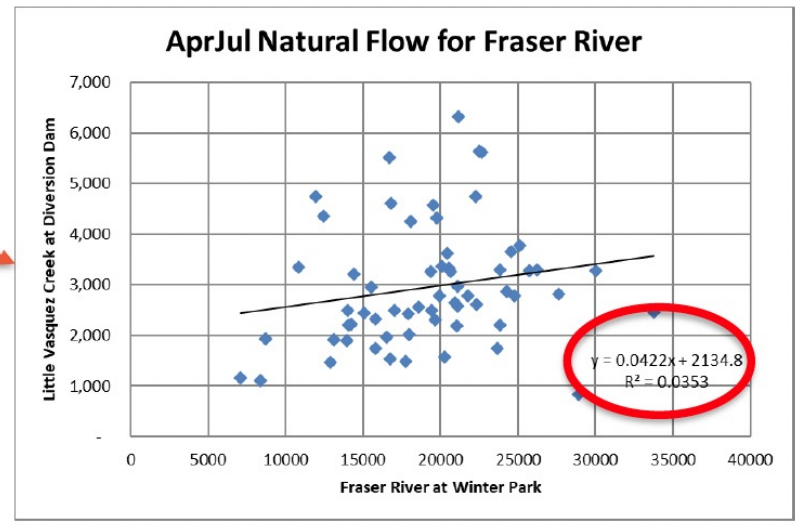 AprJul Natural Flow for Fraser River
Little Vasquez Creek at Diversion Dam
7,000
6,000
5,000
4,000
3,000
2,000
1,000
-
y = 0.0422x + 2134.8
R² = 0.0353
0 5000 10000 15000 20000 25000 30000 35000 40000
Fraser River at Winter Park